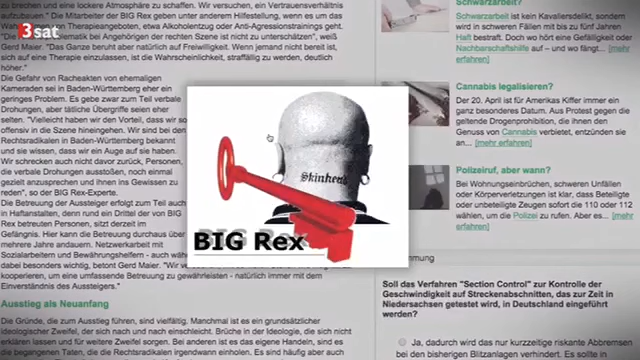 3sat
schaffen und eine lockere Atmosphäre zu schaffen. Wir versuchen, ein Vertrauensverhältnis
aufzubauen." Die Mitarbeiter der BIG Rex geben unter anderem Hilfestellung, wenn es um das
von Therapieangeboten, etwa Alkoholentzug oder Anti-Agressionstrainings geht.
matik bei Angehörigen der rechten Szene ist nicht zu unterschätzen", weiß
Gerd Maier. "Das Ganze beruht aber natürlich auf Freiwilligkeit. Wenn jemand nicht bereit ist,
sich auf eine Therapie einzulassen, ist die Wahrscheinlichkeit, straffällig zu werden, deutlich
höher."
Die Gefahr von Racheakten von ehemaligen
Kameraden sei in Baden-Württemberg eher ein
geringes Problem. Es gebe zwar zum Teil verbale
Drohungen, aber tätliche Übergriffe seien eher
selten. "Vielleicht haben wir den Vorteil, dass wir so
offensiv in die Szene hineingehen. Wir sind bei den
Rechtsradikalen in Baden-Württemberg bekannt
und sie wissen, dass wir ein Auge auf sie haben.
Wir schrecken auch nicht davor zurück, Personen,
die verbale Drohungen ausstoßen, noch einmal
gezielt anzusprechen und ihnen ins Gewissen zu
reden", so der BIG Rex-Experte.
Die Betreuung der Aussteiger erfolgt zum Teil auch
in Haftanstalten, denn rund ein Drittel der von BIG
Rex betreuten Personen, sitzt derzeit im
Gefängnis. Hier kann die Betreuung durchaus über
mehrere Jahre andauern. Netzwerkarbeit mit
Sozialarbeitern und Bewährungshelfern - auch
dabei besonders wichtig, betont Gerd Maier. "Wir
kooperieren, um eine umfassende Betreuung zu gewährleisten - natürlich immer mit dem
Einverständnis des Aussteigers."
Ausstieg als Neuanfang
Die Gründe, die zum Ausstieg führen, sind vielfältig. Manchmal ist es ein grundsätzlicher
ideologischer Zweifel, der sich nach und nach einschleicht. Brüche in der Ideologie, die sich nicht
erklären lassen und für weitere Zweifel sorgen. Bei anderen ist es das eigene Handeln, sind es
die begangenen Taten, die die Rechtsradikalen irgendwann einholen. Es sind häufig aber auch
Skinhead
BIG Rex
Schwarzarbeit?
Schwarzarbeit ist kein Kavaliersdelikt, sondern
wird in schweren Fällen mit bis zu fünf Jahren
Haft bestraft. Doch wo hört eine Gefälligkeit oder
Nachbarschaftshilfe auf – und wo fängt... [mehr
erfahren]
Cannabis legalisieren?
Der 20. April ist für Amerikas Kiffer immer ein
ganz besonderes Datum. Aus Protest gegen die
geltende Drogenprohibition, die ihnen den
Genuss von Cannabis verbietet, entzünden sie
an... [mehr erfahren]
Polizeiruf, aber wann?
Bei Wohnungseinbrüchen, schweren Unfällen
oder Körperverletzungen ist klar, dass Beteiligte
oder unbeteiligte Zeugen sofort die 110 oder 112
wählen, um die Polizei zu rufen. Aber es... [mehr
erfahren]
mmung
Soll das Verfahren "Section Control" zur Kontrolle der
Geschwindigkeit auf Streckenabschnitten, das zur Zeit in
Niedersachsen getestet wird, in Deutschland eingeführt
werden?
Ja, dadurch wird das nur kurzzeitige riskante Abbremsen
bei den bisherigen Blitzanlagen verhindert. Es sollte in